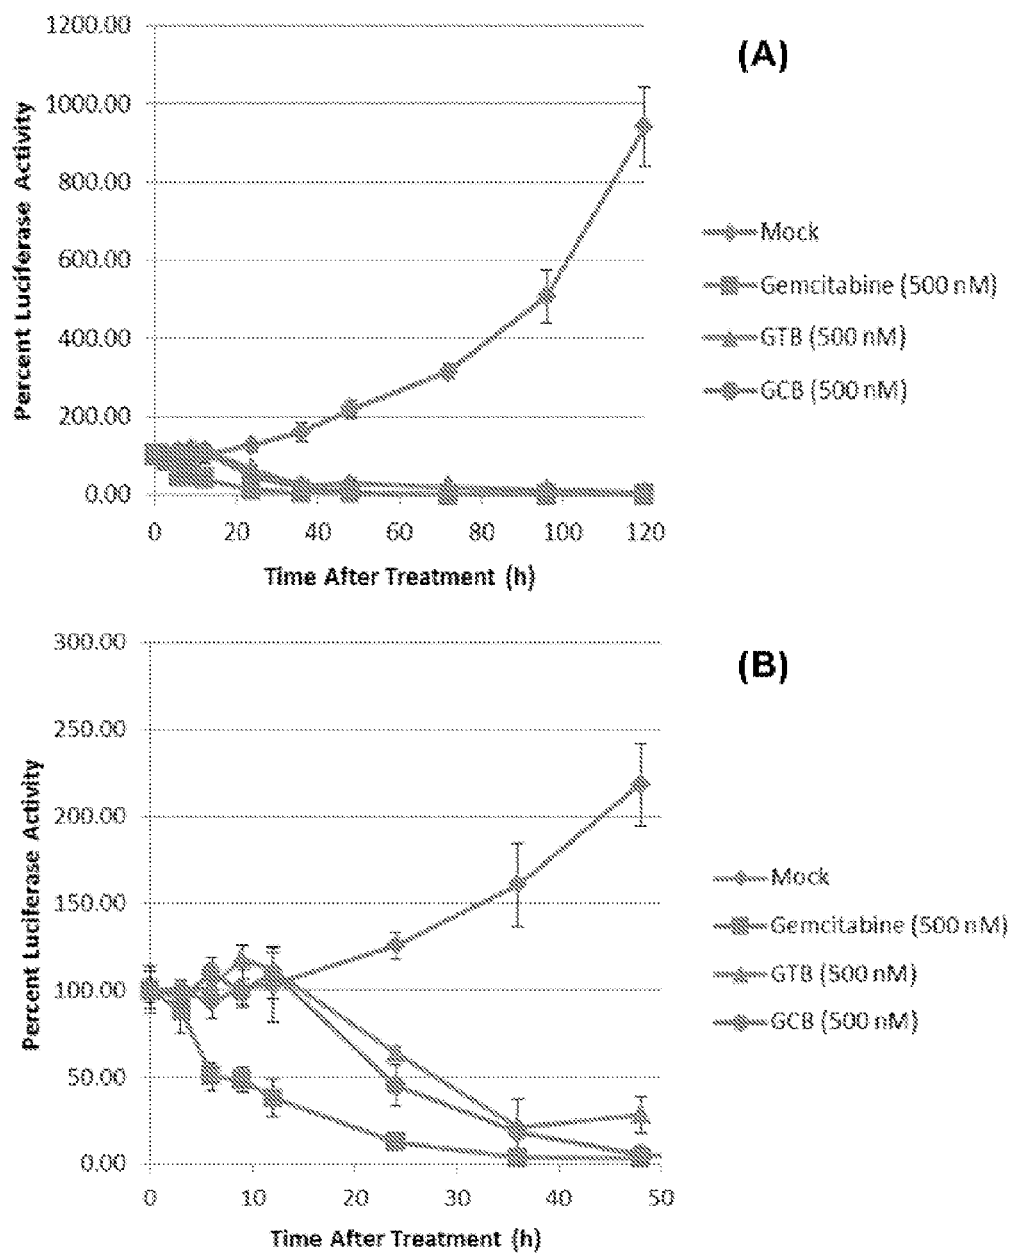 (A)
Percent Luciferase Activity
1200.00
1000.00
800.00
600.00
400.00
200.00
0.00
0 20 40 60 80 100 120
Time After Treatment (h)
Mock
Gemcitabine (500 nM)
GTB (500 nM)
GCB (500 nM)
(B)
Percent Luciferase Activity
300.00
250.00
200.00
150.00
100.00
50.00
0.00
0 10 20 30 40 50
Time After Treatment (h)
Mock
Gemcitabine (500 nM)
GTB (500 nM)
GCB (500 nM)